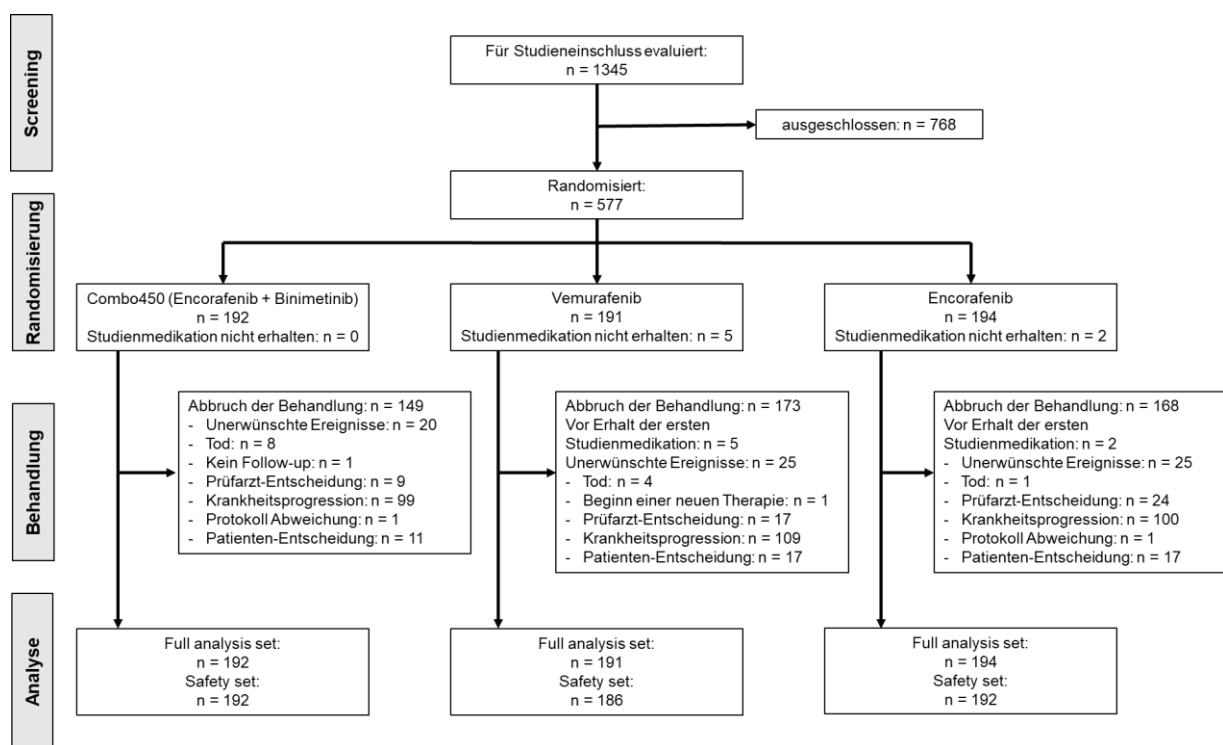 Screening
Für Studieneinschluss evaluiert:
n = 1345
ausgeschlossen: n = 768
Randomisierung
Randomisiert:
n = 577
Combo450 (Encorafenib + Binimetinib)
n = 192
Studienmedikation nicht erhalten: n = 0
Vemurafenib
n = 191
Studienmedikation nicht erhalten: n = 5
Encorafenib
n = 194
Studienmedikation nicht erhalten: n = 2
Behandlung
Abbruch der Behandlung: n = 149
- Unerwünschte Ereignisse: n = 20
- Tod: n = 8
- Kein Follow-up: n = 1
- Prüfarzt-Entscheidung: n = 9
- Krankheitsprogression: n = 99
- Protokoll Abweichung: n = 1
- Patienten-Entscheidung: n = 11
Abbruch der Behandlung: n = 173
Vor Erhalt der ersten
Studienmedikation: n = 5
Unerwünschte Ereignisse: n = 25
- Tod: n = 4
- Beginn einer neuen Therapie: n = 1
- Prüfarzt-Entscheidung: n = 17
- Krankheitsprogression: n = 109
- Patienten-Entscheidung: n = 17
Abbruch der Behandlung: n = 168
Vor Erhalt der ersten
Studienmedikation: n = 2
- Unerwünschte Ereignisse: n = 25
- Tod: n = 1
- Prüfarzt-Entscheidung: n = 24
- Krankheitsprogression: n = 100
- Protokoll Abweichung: n = 1
- Patienten-Entscheidung: n = 17
Analyse
Full analysis set:
n = 192
Safety set:
n = 192
Full analysis set:
n = 191
Safety set:
n = 186
Full analysis set:
n = 194
Safety set:
n = 192